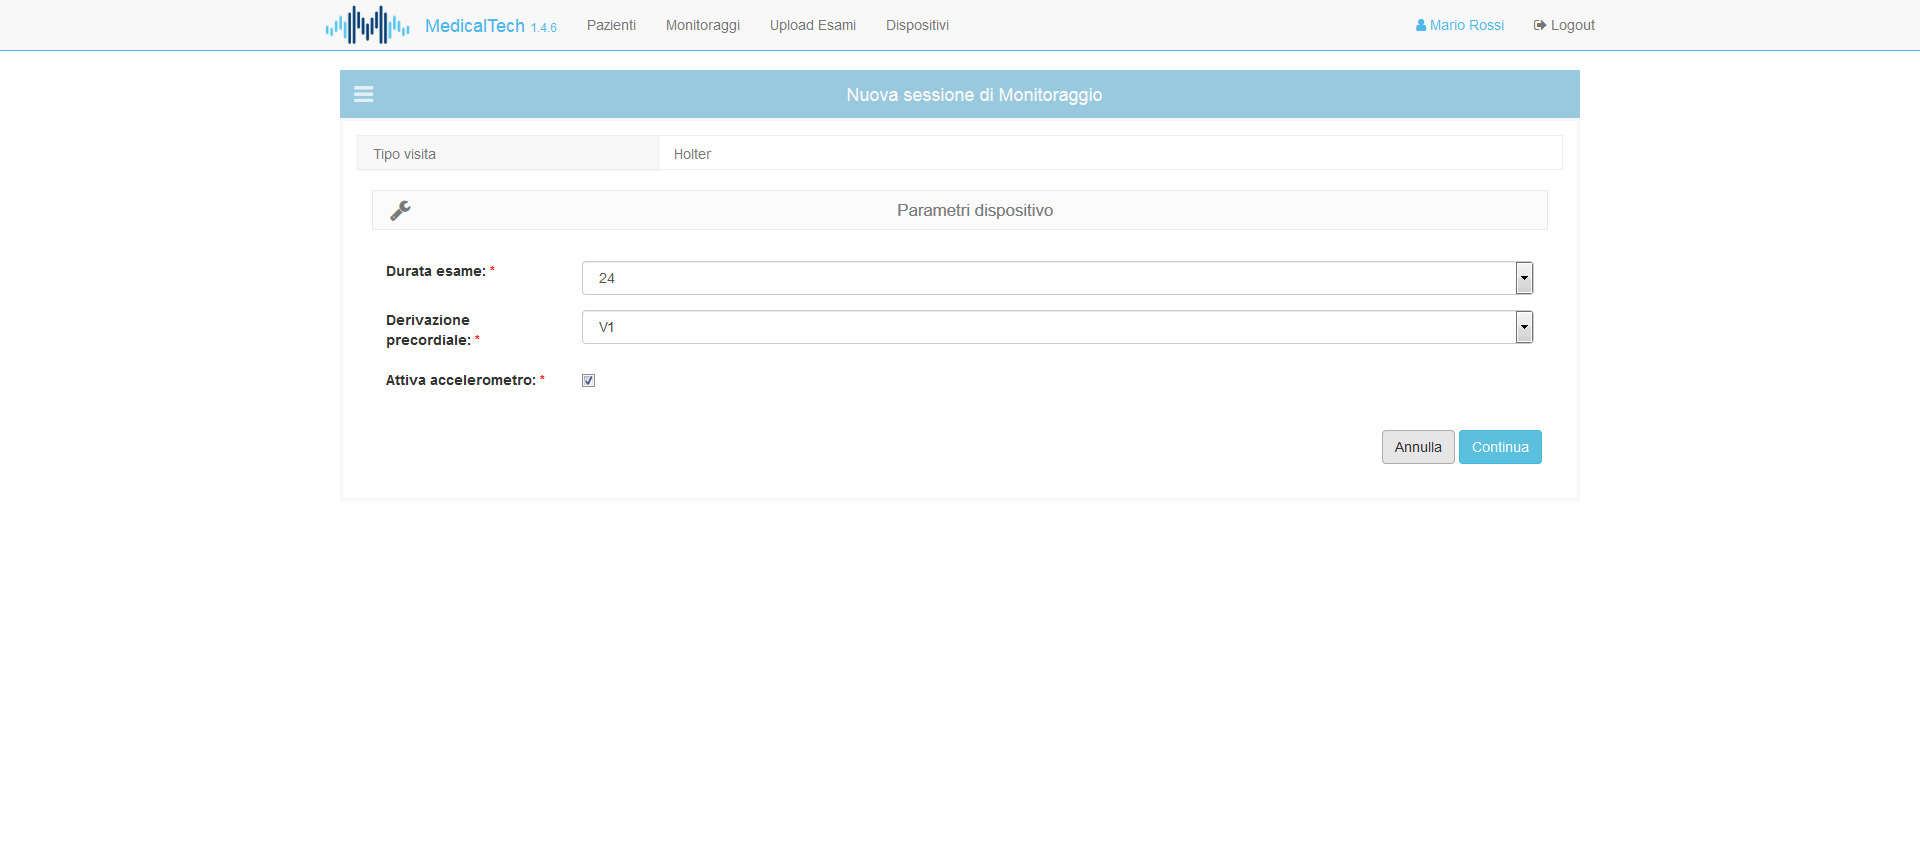 MedicalTech 1.4.6 Pazienti Monitoraggi Upload Esami Dispositivi Mario Rossi Logout
Nuova sessione di Monitoraggio
Tipo visita Holter
Parametri dispositivo
Durata esame: * 24
Derivazione
precordiale: * V1
Attiva accelerometro: *
Annulla Continua